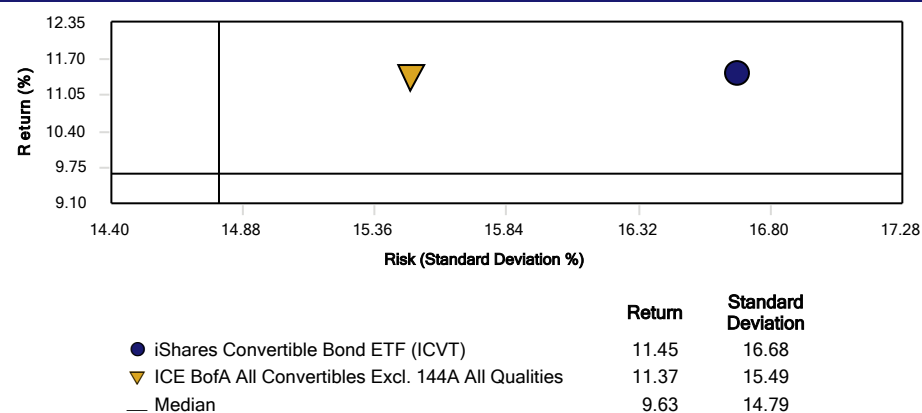 12.35
11.70
11.05
10.40
9.75
9.10
Return (%)
14.40 14.88 15.36 15.84 16.32 16.80 17.28
Risk (Standard Deviation %)
Return Standard Deviation
iShares Convertible Bond ETF (ICVT) 11.45 16.68
ICE BofA All Convertibles Excl. 144A All Qualities 11.37 15.49
Median 9.63 14.79